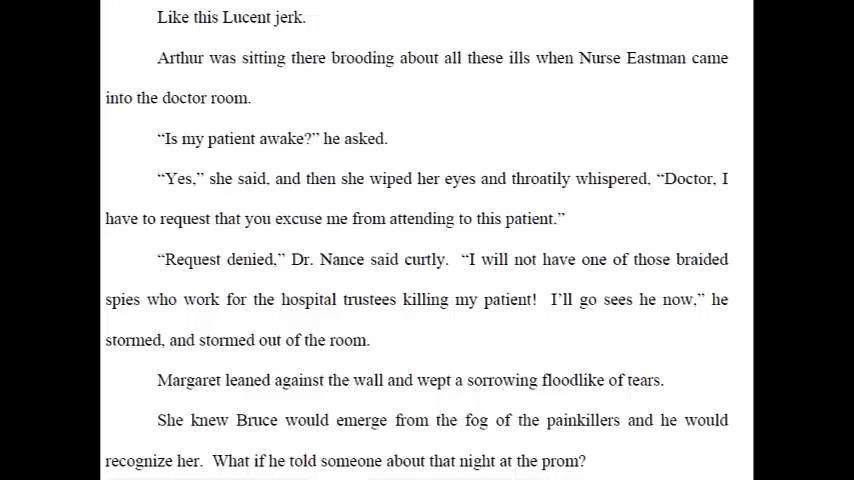 Like this Lucent jerk.
Arthur was sitting there brooding about all these ills when Nurse Eastman came
into the doctor room.
“Is my patient awake?” he asked.
“Yes,” she said, and then she wiped her eyes and throatily whispered, “Doctor, I
have to request that you excuse me from attending to this patient.”
“Request denied,” Dr. Nance said curtly.  “I will not have one of those braided
spies who work for the hospital trustees killing my patient!  I’ll go sees he now,” he
stormed, and stormed out of the room.
Margaret leaned against the wall and wept a sorrowing floodlike of tears.
She knew Bruce would emerge from the fog of the painkillers and he would
recognize her.  What if he told someone about that night at the prom?